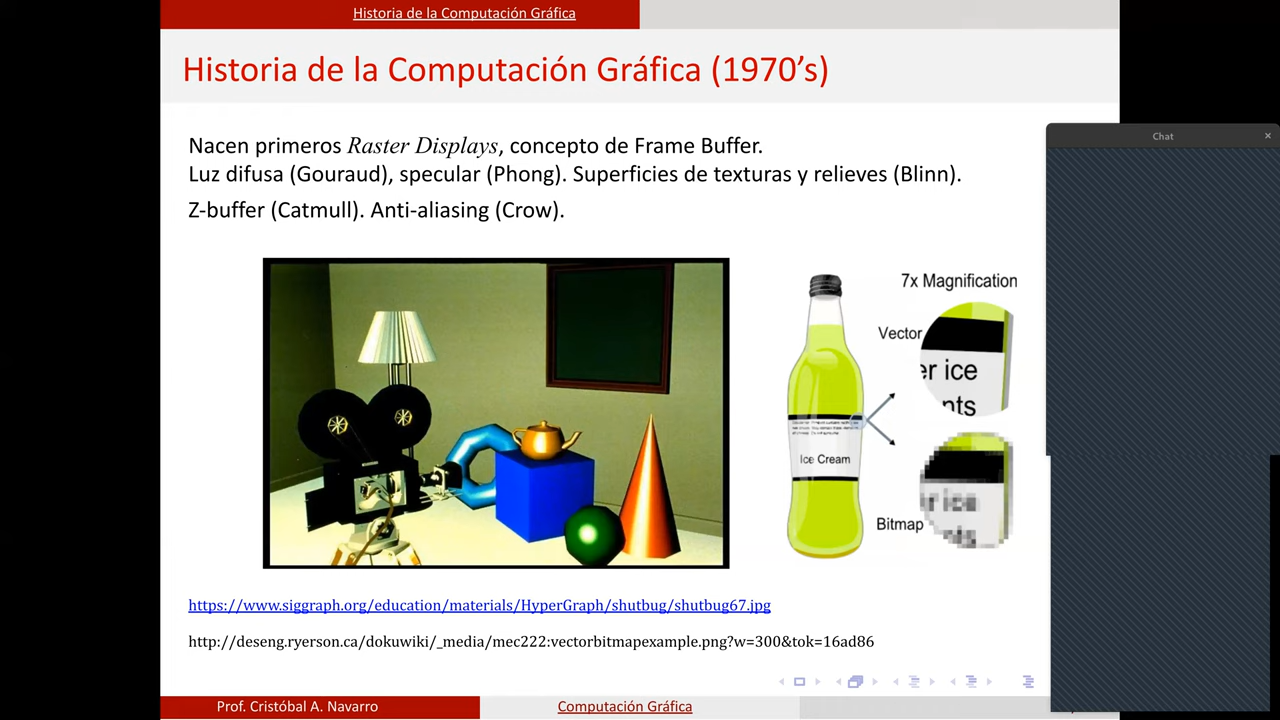 Historia de la Computación Gráfica
Historia de la Computación Gráfica (1970’s)
Nacen primeros Raster Displays, concepto de Frame Buffer.
Luz difusa (Gouraud), specular (Phong). Superficies de texturas y relieves (Blinn).
Z-buffer (Catmull). Anti-aliasing (Crow).
7x Magnification
Vector
er ice
nts
Ice Cream
Bitmap
r ice
https://www.siggraph.org/education/materials/HyperGraph/shutbug/shutbug67.jpg
http://deseng.ryerson.ca/dokuwiki/_media/mec222:vectorbitmapexample.png?w=300&tok=16ad86
Prof. Cristóbal A. Navarro
Computación Gráfica
Chat